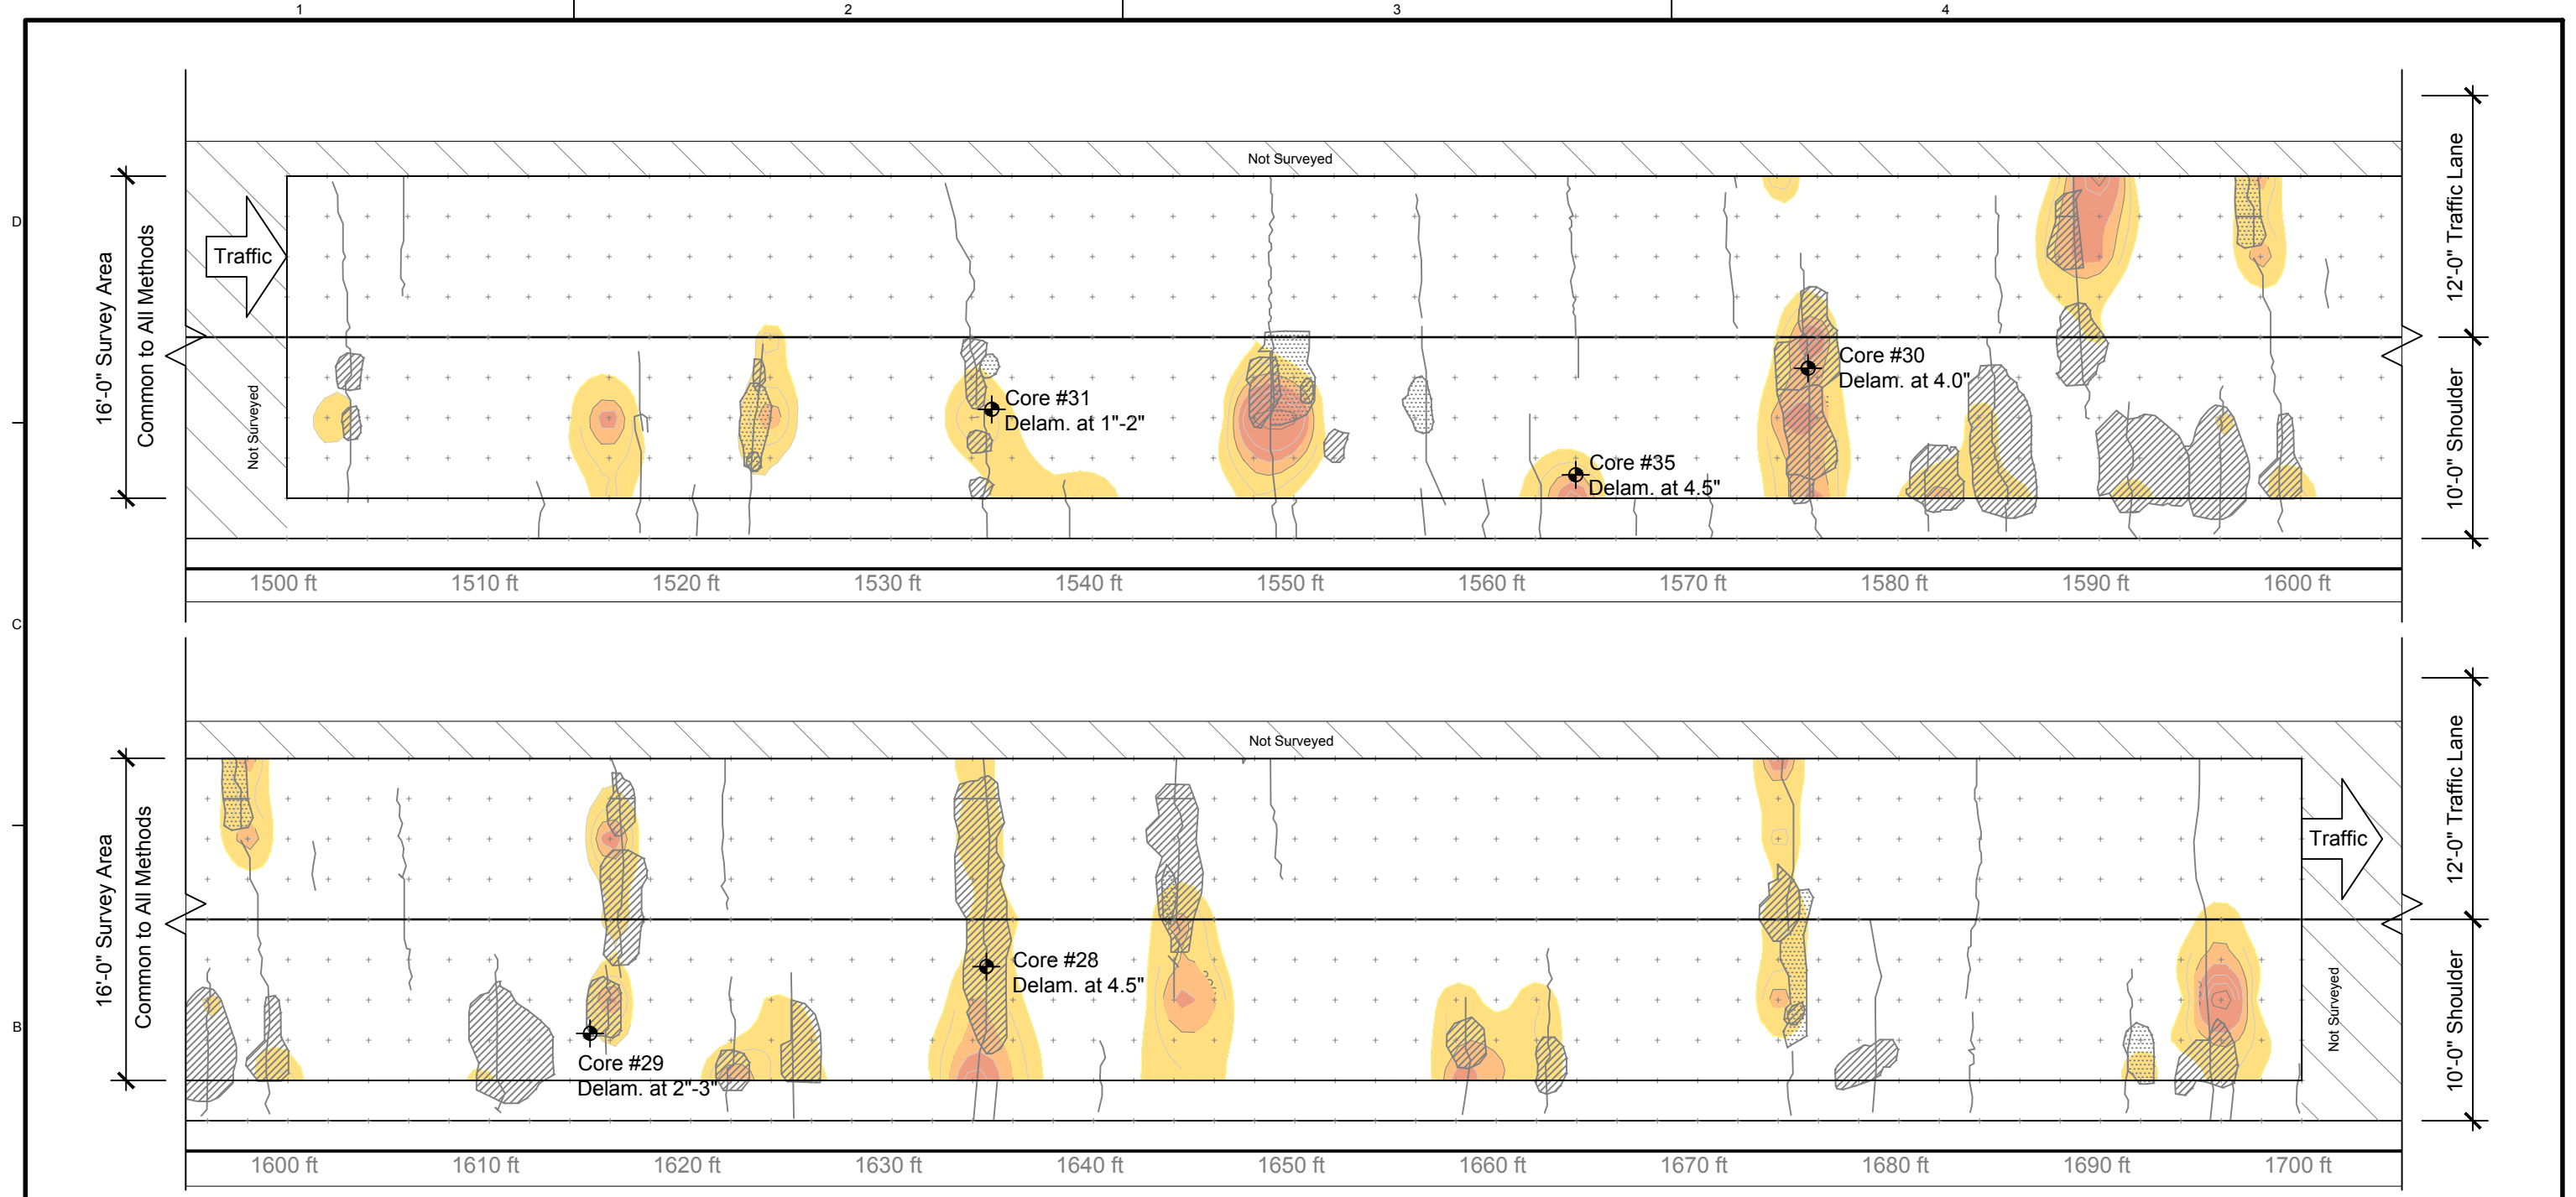 1 2 3 4
D
C
B
Not Surveyed
16'-0" Survey Area
Common to All Methods
Traffic
Not Surveyed
Core #31
Delam. at 1"-2"
Core #35
Delam. at 4.5"
Core #30
Delam. at 4.0"
12'-0" Traffic Lane
10'-0" Shoulder
1500 ft 1510 ft 1520 ft 1530 ft 1540 ft 1550 ft 1560 ft 1570 ft 1580 ft 1590 ft 1600 ft
Not Surveyed
16'-0" Survey Area
Common to All Methods
Core #29
Delam. at 2"-3"
Core #28
Delam. at 4.5"
Traffic
Not Surveyed
12'-0" Traffic Lane
10'-0" Shoulder
1600 ft 1610 ft 1620 ft 1630 ft 1640 ft 1650 ft 1660 ft 1670 ft 1680 ft 1690 ft 1700 ft